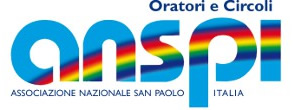 Oratori e Circoli
anspi
ASSOCIAZIONE NAZIONALE SAN PAOLO ITALIA